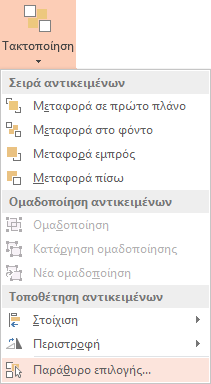 Τακτοποίηση
Σειρά αντικειμένων
Μεταφορά σε πρώτο πλάνο
Μεταφορά στο φόντο
Μεταφορά εμπρός
Μεταφορά πίσω
Ομαδοποίηση αντικειμένων
Ομαδοποίηση
Κατάργηση ομαδοποίησης
Νέα ομαδοποίηση
Τοποθέτηση αντικειμένων
Στοίχιση
Περιστροφή
Παράθυρο επιλογής...